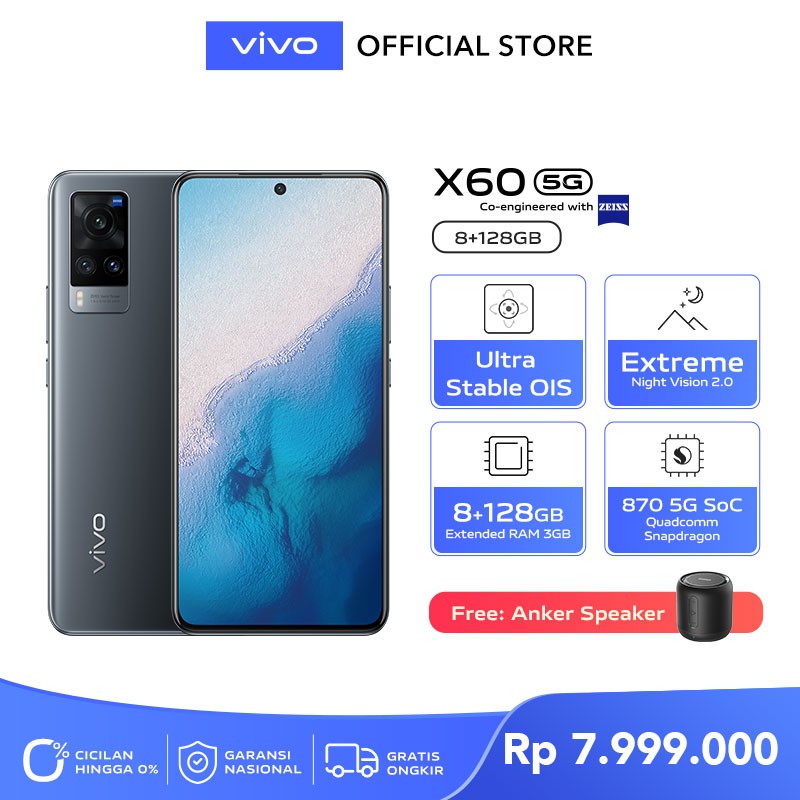 vivo OFFICIAL STORE
X60 5G
Co-engineered with ZEISS
8+128GB
ZEISS
vivo
Ultra
Stable OIS
Extreme
Night Vision 2.0
8+128GB
Extended RAM 3GB
870 5G SoC
Quadcomm
Snapdragon
Free: Anker Speaker
0% CICILAN
HINGGA 0%
GARANSI
NASIONAL
GRATIS
ONGKIR
Rp 7.999.000